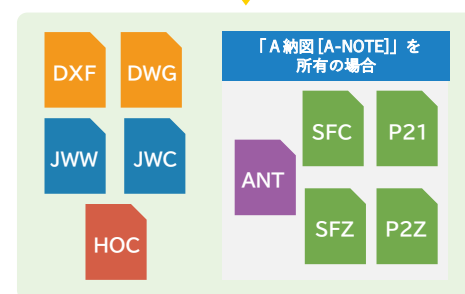 DXF
DWG
JWW
JWC
HOC
「A納図[A-NOTE]」を
所有の場合
ANT
SFC
P21
SFZ
P2Z